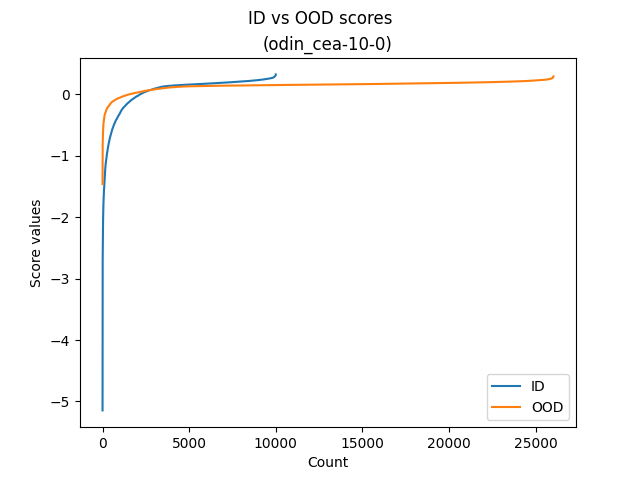 ID vs OOD scores
(odin_cea-10-0)
Score values
0
−1
−2
−3
−4
−5
0
5000
10000
15000
20000
25000
Count
ID
OOD